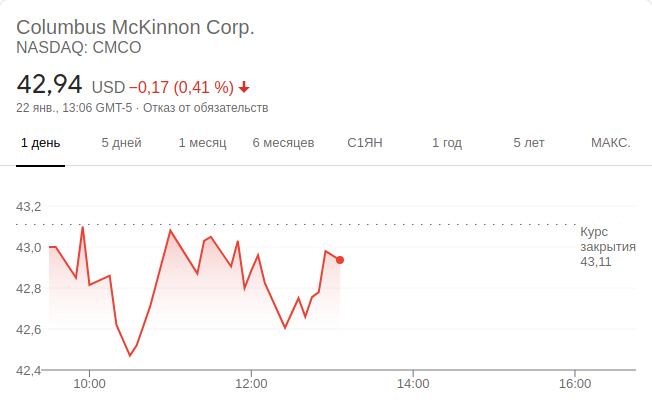 Columbus McKinnon Corp.
NASDAQ: CMCO
42,94 USD −0,17 (0,41 %)
22 янв., 13:06 GMT-5 · Отказ от обязательств
1 день 5 дней 1 месяц 6 месяцев С1ЯН 1 год 5 лет МАКС.
43,2
Курс
закрытия
43,11
43,0
42,8
42,6
42,4
10:00 12:00 14:00 16:00